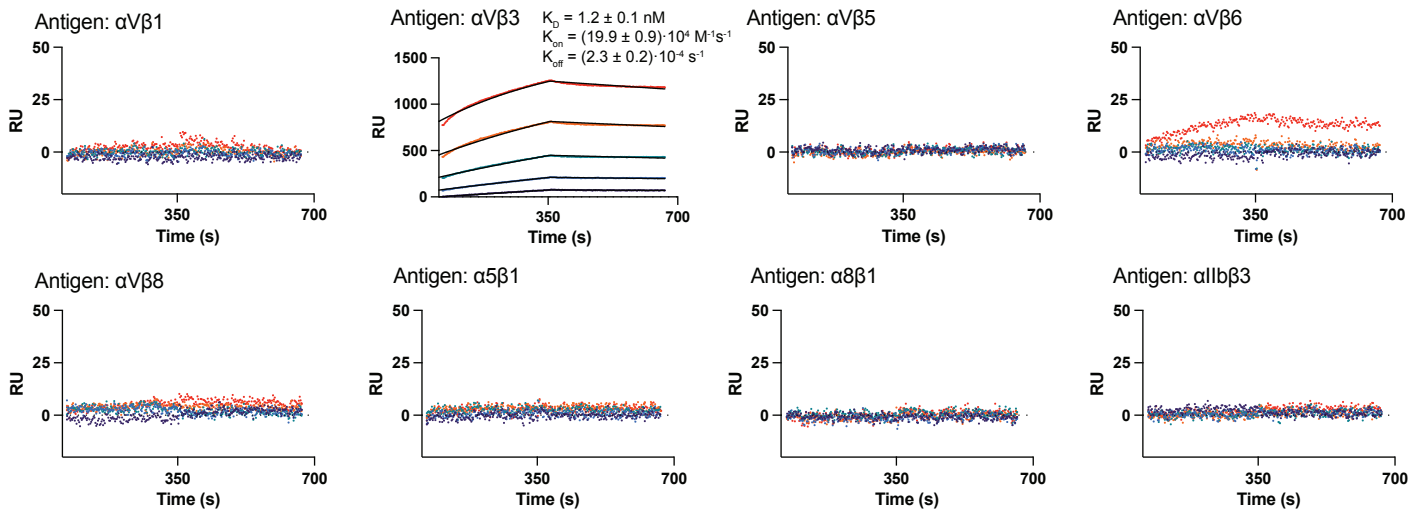 Antigen: αVβ1
50
25
0
RU
350
700
Time (s)
Antigen: αVβ3
K_D = 1.2 ± 0.1 nM
K_on = (19.9 ± 0.9)·10⁴ M⁻¹s⁻¹
K_off = (2.3 ± 0.2)·10⁻⁴ s⁻¹
1500
1000
500
0
RU
350
700
Time (s)
Antigen: αVβ5
50
25
0
RU
350
700
Time (s)
Antigen: αVβ6
50
25
0
RU
350
700
Time (s)
Antigen: αVβ8
50
25
0
RU
350
700
Time (s)
Antigen: α5β1
50
25
0
RU
350
700
Time (s)
Antigen: α8β1
50
25
0
RU
350
700
Time (s)
Antigen: αIIbβ3
50
25
0
RU
350
700
Time (s)